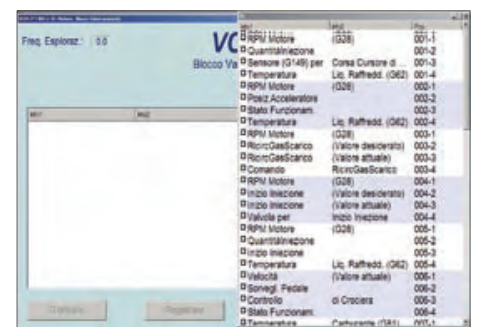 Freq. Esploraz.: 0.0
VC
Blocco Va
RPM Motore (G28) 001-1
Quantità Iniezione 001-2
Sensore (G149) per Corsa Cursore di ... 001-3
Temperatura Liq. Raffredd. (G62) 001-4
RPM Motore (G28) 002-1
Posiz.Acceleratore 002-2
Stato Funzionam. 002-3
Temperatura Liq. Raffredd. (G62) 002-4
RPM Motore (G28) 003-1
RicircGasScarico (Valore desiderato) 003-2
RicircGasScarico (Valore attuale) 003-3
Comando RicircGasScarico 003-4
RPM Motore (G28) 004-1
Inizio Iniezione (Valore desiderato) 004-2
Inizio Iniezione (Valore attuale) 004-3
Valvola per Inizio Iniezione 004-4
RPM Motore (G28) 005-1
Quantità Iniezione 005-2
Inizio Iniezione 005-3
Temperatura Liq. Raffredd. (G62) 005-4
Velocità (Valore attuale) 006-1
Sorvegl. Pedale 006-2
Controllo di Crociera 006-3
Stato Funzionam. 006-4
Temperatura Carburante (G81) 007-1